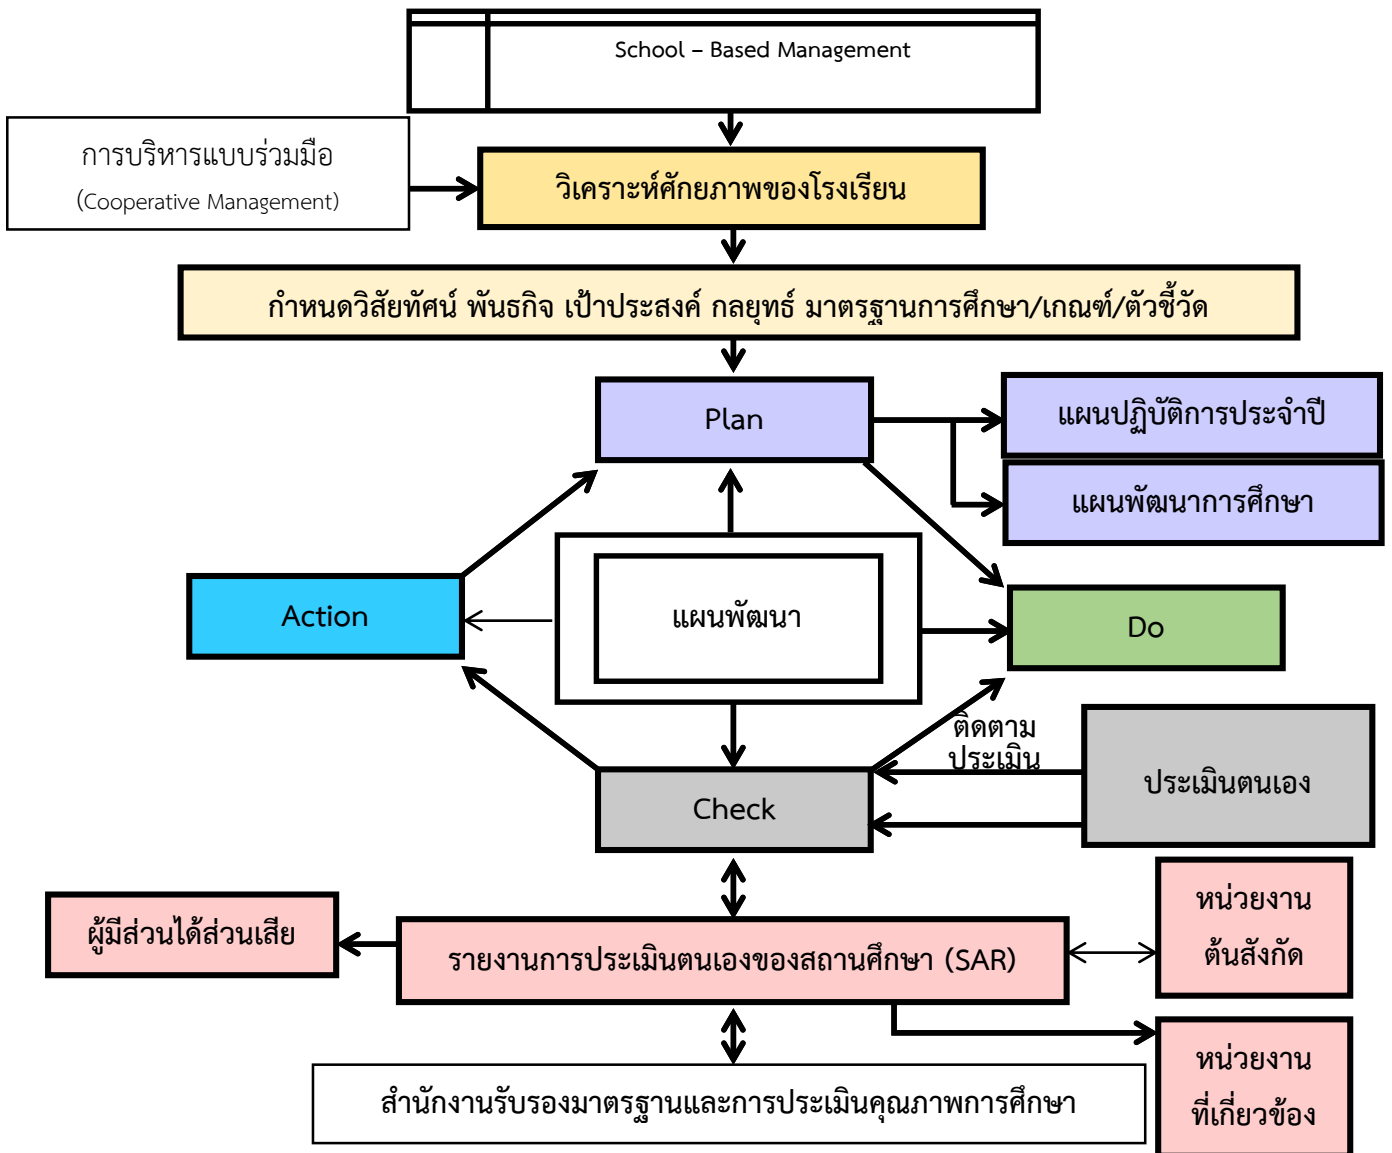 School – Based Management
การบริหารแบบร่วมมือ
(Cooperative Management)
วิเคราะห์ศักยภาพของโรงเรียน
กำหนดวิสัยทัศน์ พันธกิจ เป้าประสงค์ กลยุทธ์ มาตรฐานการศึกษา/เกณฑ์/ตัวชี้วัด
Plan
แผนปฏิบัติการประจำปี
แผนพัฒนาการศึกษา
Action
แผนพัฒนา
Do
ติดตาม
ประเมิน
ประเมินตนเอง
Check
ผู้มีส่วนได้ส่วนเสีย
รายงานการประเมินตนเองของสถานศึกษา (SAR)
หน่วยงาน
ต้นสังกัด
สำนักงานรับรองมาตรฐานและการประเมินคุณภาพการศึกษา
หน่วยงาน
ที่เกี่ยวข้อง